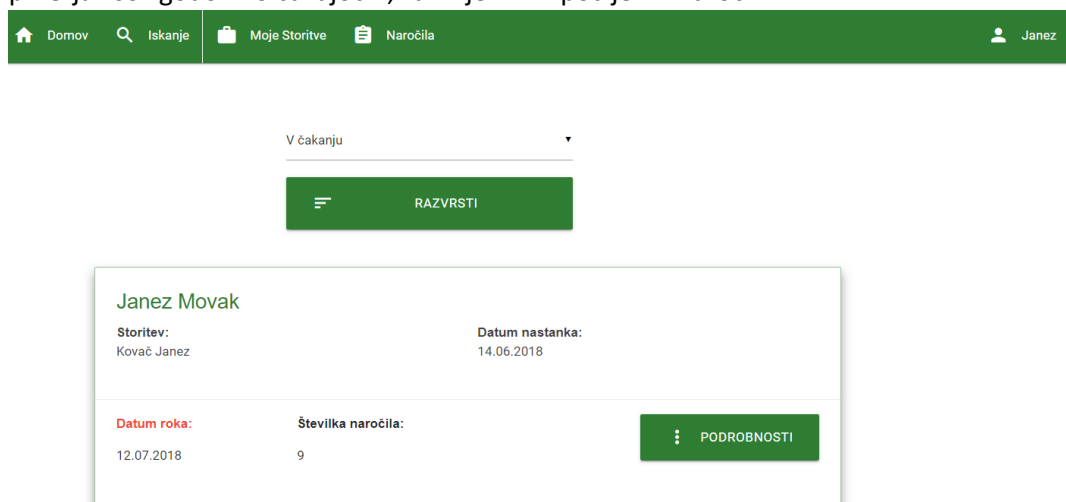 Domov Iskanje Moje Storitve Naročila Janez
V čakanju
RAZVRSTI
Janez Movak
Storitev: Datum nastanka:
Kovač Janez 14.06.2018
Datum roka: Številka naročila:
PODROBNOSTI
12.07.2018 9